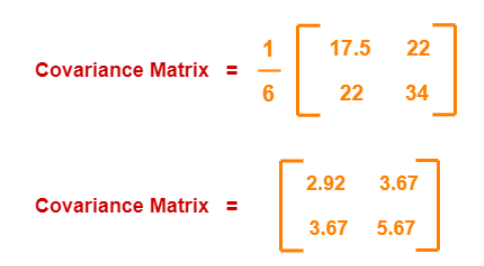 Covariance Matrix = 1/6 [ 17.5 22
22 34 ]
Covariance Matrix = [ 2.92 3.67
3.67 5.67 ]